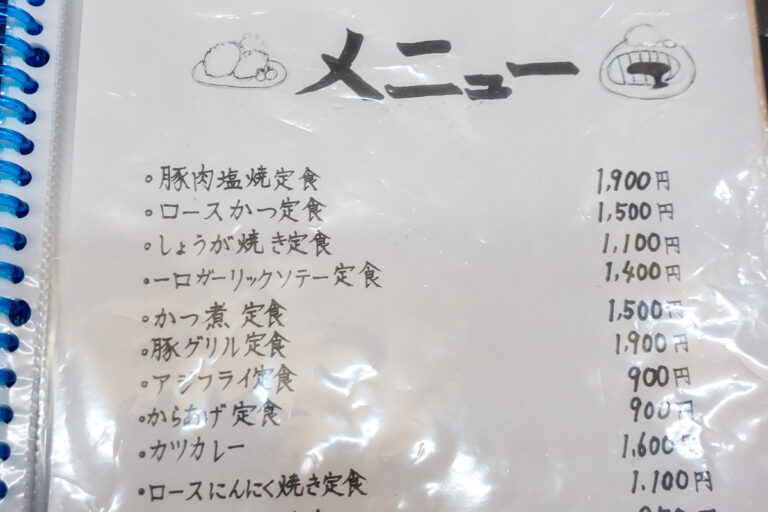 メニュー
。豚肉塩焼定食 1,900円
。ロースかつ定食 1,500円
。しょうが焼き定食 1,100円
。一口ガーリックソテー定食 1,400円
。かつ煮 定食 1,500円
。豚グリル定食 1,900円
。アジフライ定食 900円
。からあげ定食 900円
。カツカレー 1,600円
。ロースにんにく焼き定食 1.100円